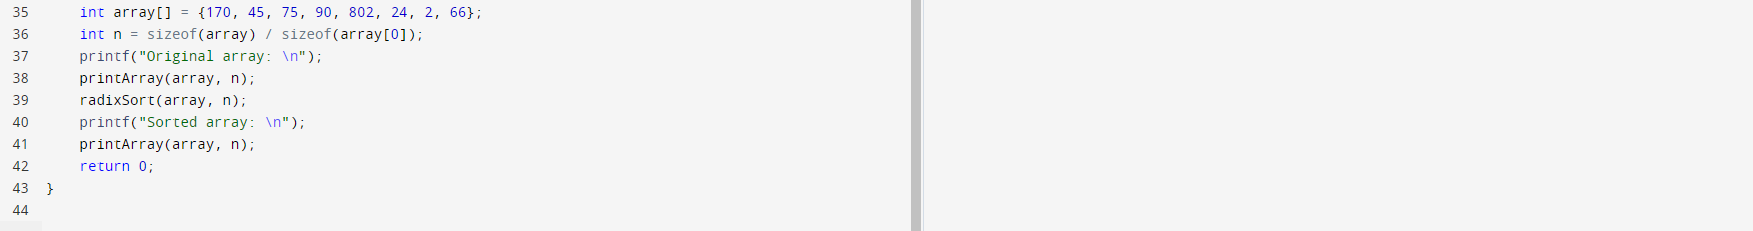 35 int array[] = {170, 45, 75, 90, 802, 24, 2, 66};
36 int n = sizeof(array) / sizeof(array[0]);
37 printf("Original array: \n");
38 printArray(array, n);
39 radixSort(array, n);
40 printf("Sorted array: \n");
41 printArray(array, n);
42 return 0;
43 }
44